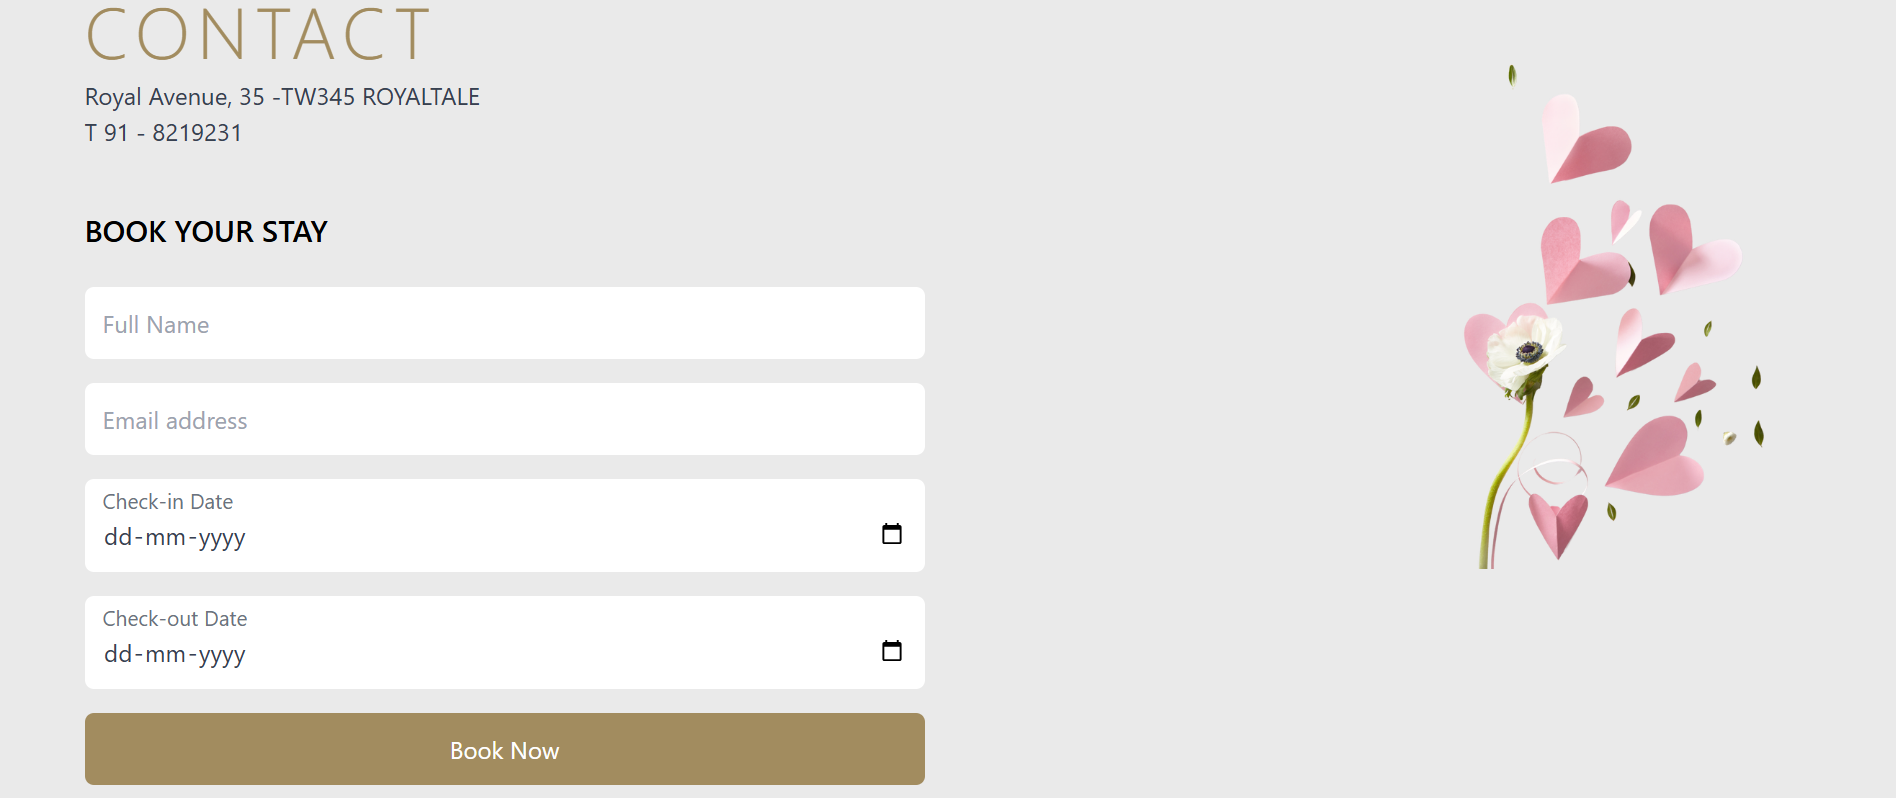 CONTACT
Royal Avenue, 35 -TW345 ROYALTALE
T 91 - 8219231
BOOK YOUR STAY
Full Name
Email address
Check-in Date
dd-mm-yyyy
Check-out Date
dd-mm-yyyy
Book Now